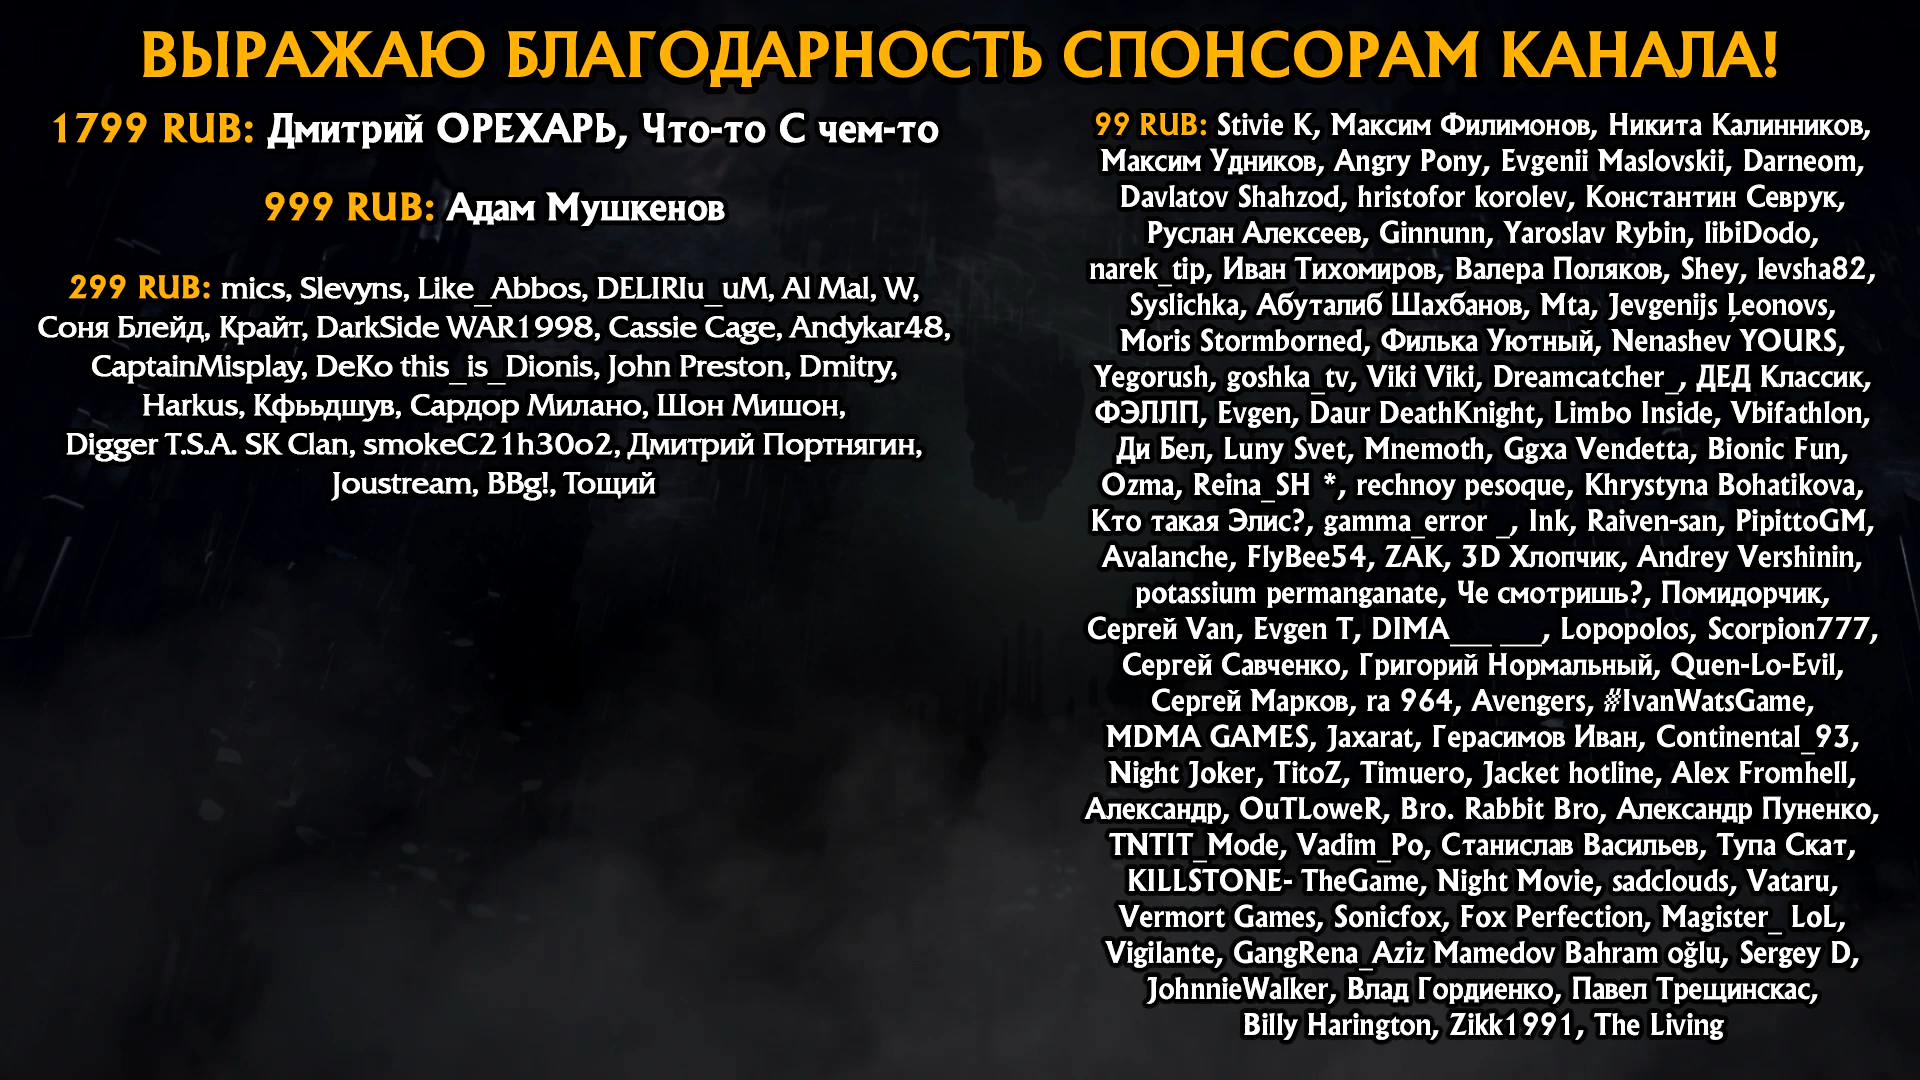 ВЫРАЖАЮ БЛАГОДАРНОСТЬ СПОНСОРАМ КАНАЛА!
1799 RUB: Дмитрий ОРЕХАРЬ, Что-то С чем-то
999 RUB: Адам Мушкенов
299 RUB: mics, Slevyns, Like_Abbos, DELIRIu_uM, Al Mal, W,
Соня Блейд, Крайт, DarkSide WAR1998, Cassie Cage, Andykar48,
CaptainMisplay, DeKo this_is_Dionis, John Preston, Dmitry,
Harkus, Кфььдшув, Сардор Милано, Шон Мишон,
Digger T.S.A. SK Clan, smokeC21h30o2, Дмитрий Портнягин,
Joustream, BBg!, Тощий
99 RUB: Stivie K, Максим Филимонов, Никита Калинников,
Максим Удников, Angry Pony, Evgenii Maslovskii, Darneom,
Davlatov Shahzod, hristofor korolev, Константин Севрук,
Руслан Алексеев, Ginnunn, Yaroslav Rybin, libiDodo,
narek_tip, Иван Тихомиров, Валера Поляков, Shey, levsha82,
Syslichka, Абуталиб Шахбанов, Mta, Jevgenijs Ļeonovs,
Moris Stormborned, Филька Уютный, Nenashev YOURS,
Yegorush, goshka_tv, Viki Viki, Dreamcatcher_, ДЕД Классик,
ФЭЛЛП, Evgen, Daur DeathKnight, Limbo Inside, Vbifathlon,
Ди Бел, Luny Svet, Mnemoth, Ggxa Vendetta, Bionic Fun,
Ozma, Reina_SH *, rechnoy pesoque, Khrystyna Bohatikova,
Кто такая Элис?, gamma_error _, Ink, Raiven-san, PipittoGM,
Avalanche, FlyBee54, ZAK, 3D Хлопчик, Andrey Vershinin,
potassium permanganate, Че смотришь?, Помидорчик,
Сергей Van, Evgen T, DIMA___ ___, Lopopolos, Scorpion777,
Сергей Савченко, Григорий Нормальный, Quen-Lo-Evil,
Сергей Марков, ra 964, Avengers, #IvanWatsGame,
MDMA GAMES, Jaxarat, Герасимов Иван, Continental_93,
Night Joker, TitoZ, Timuero, Jacket hotline, Alex Fromhell,
Александр, OuTLoweR, Bro. Rabbit Bro, Александр Пуненко,
TNTIT_Mode, Vadim_Po, Станислав Васильев, Тупа Скат,
KILLSTONE- TheGame, Night Movie, sadclouds, Vataru,
Vermort Games, Sonicfox, Fox Perfection, Magister_ LoL,
Vigilante, GangRena_Aziz Mamedov Bahram oğlu, Sergey D,
JohnnieWalker, Влад Гордиенко, Павел Трещинскас,
Billy Harington, Zikk1991, The Living